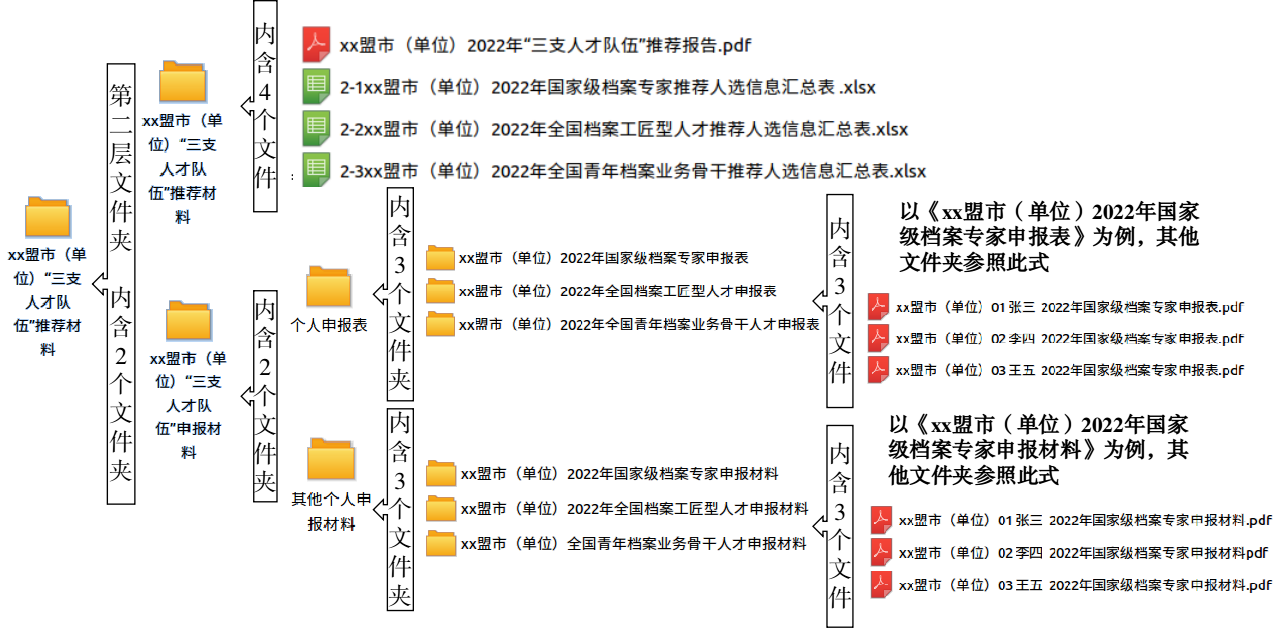 xx盟市（单
位）“三支
人才队
伍”推荐材
料
第二层文件夹 内含2个文件夹
xx盟市（单
位）“三支
人才队
伍”推荐材
料
内含4个文件
xx盟市（单位）2022年“三支人才队伍”推荐报告.pdf
2-1xx盟市（单位）2022年国家级档案专家推荐人选信息汇总表 .xlsx
2-2xx盟市（单位）2022年全国档案工匠型人才推荐人选信息汇总表.xlsx
2-3xx盟市（单位）2022年全国青年档案业务骨干推荐人选信息汇总表.xlsx
xx盟市（单
位）“三支
人才队
伍”申报材
料
内含2个文件夹
个人申报表
内含3个文件夹
xx盟市（单位）2022年国家级档案专家申报表
xx盟市（单位）2022年全国档案工匠型人才申报表
xx盟市（单位）2022年全国青年档案业务骨干人才申报表
内含3个文件
以《xx盟市（单位）2022年国家
级档案专家申报表》为例，其他
文件夹参照此式
xx盟市（单位）01 张三 2022年国家级档案专家申报表.pdf
xx盟市（单位）02 李四 2022年国家级档案专家申报表.pdf
xx盟市（单位）03 王五 2022年国家级档案专家申报表.pdf
其他个人申
报材料
内含3个文件夹
xx盟市（单位）2022年国家级档案专家申报材料
xx盟市（单位）2022年全国档案工匠型人才申报材料
xx盟市（单位）全国青年档案业务骨干人才申报材料
内含3个文件
以《xx盟市（单位）2022年国家
级档案专家申报材料》为例，其
他文件夹参照此式
xx盟市（单位）01 张三 2022年国家级档案专家申报材料.pdf
xx盟市（单位）02 李四 2022年国家级档案专家申报材料pdf
xx盟市（单位）03 王五 2022年国家级档案专家申报材料.pdf